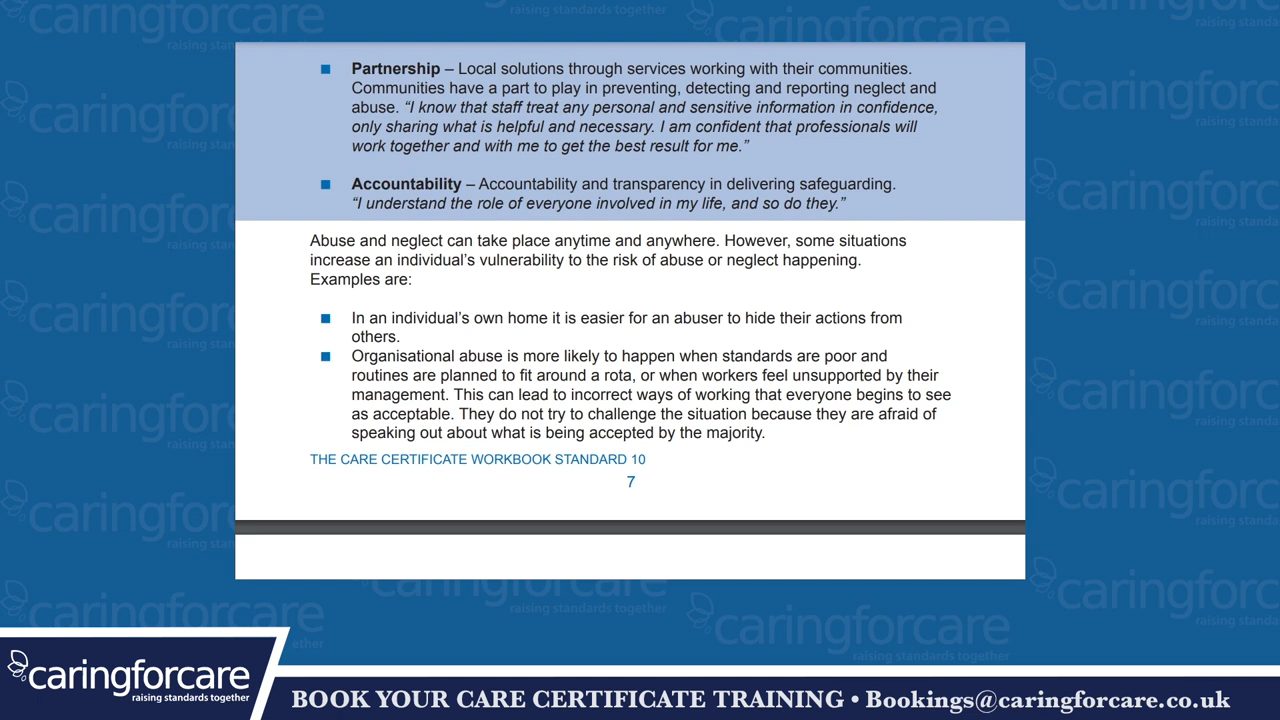 caringforcare
raising standards together
Partnership – Local solutions through services working with their communities.
Communities have a part to play in preventing, detecting and reporting neglect and
abuse. “I know that staff treat any personal and sensitive information in confidence,
only sharing what is helpful and necessary. I am confident that professionals will
work together and with me to get the best result for me.”
Accountability – Accountability and transparency in delivering safeguarding.
“I understand the role of everyone involved in my life, and so do they.”
Abuse and neglect can take place anytime and anywhere. However, some situations
increase an individual’s vulnerability to the risk of abuse or neglect happening.
Examples are:
In an individual’s own home it is easier for an abuser to hide their actions from
others.
Organisational abuse is more likely to happen when standards are poor and
routines are planned to fit around a rota, or when workers feel unsupported by their
management. This can lead to incorrect ways of working that everyone begins to see
as acceptable. They do not try to challenge the situation because they are afraid of
speaking out about what is being accepted by the majority.
THE CARE CERTIFICATE WORKBOOK STANDARD 10
7
caringforcare
raising standards together
BOOK YOUR CARE CERTIFICATE TRAINING • Bookings@caringforcare.co.uk